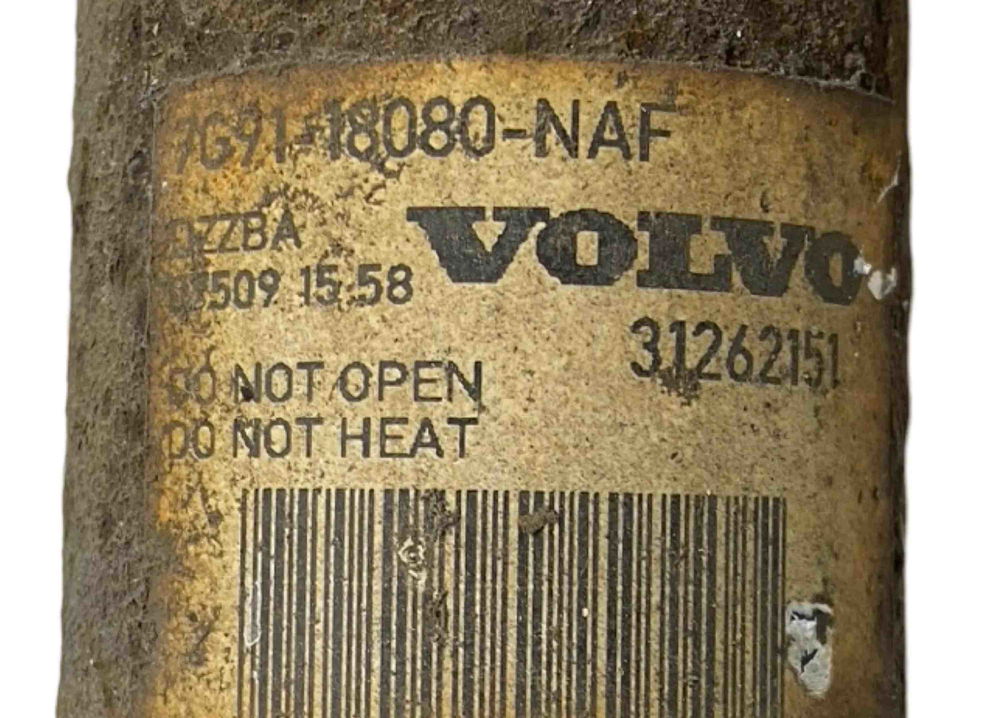 7G91-18080-NAF
VOLVO
15:58
31262151
DO NOT OPEN
DO NOT HEAT